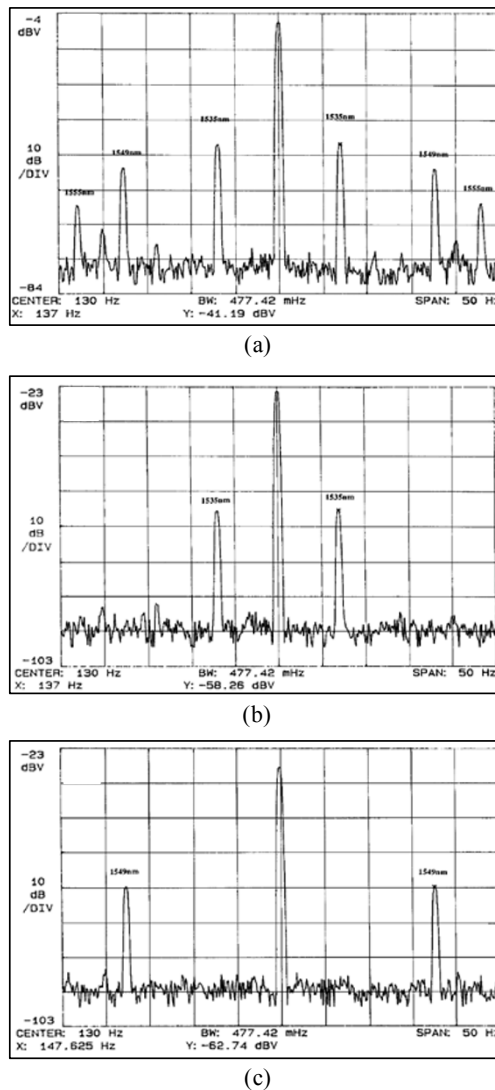 -4
dBV
1535nm
1535nm
10
dB
/DIV
1549nm
1549nm
1555nm
1555nm
-84
CENTER: 130 Hz BW: 477.42 mHz SPAN: 50 Hz
X: 137 Hz Y: -41.19 dBV
(a)
-23
dBV
1535nm
1535nm
10
dB
/DIV
-103
CENTER: 130 Hz BW: 477.42 mHz SPAN: 50 Hz
X: 137 Hz Y: -58.26 dBV
(b)
-23
dBV
1549nm
1549nm
10
dB
/DIV
-103
CENTER: 130 Hz BW: 477.42 mHz SPAN: 50 Hz
X: 147.625 Hz Y: -62.74 dBV
(c)